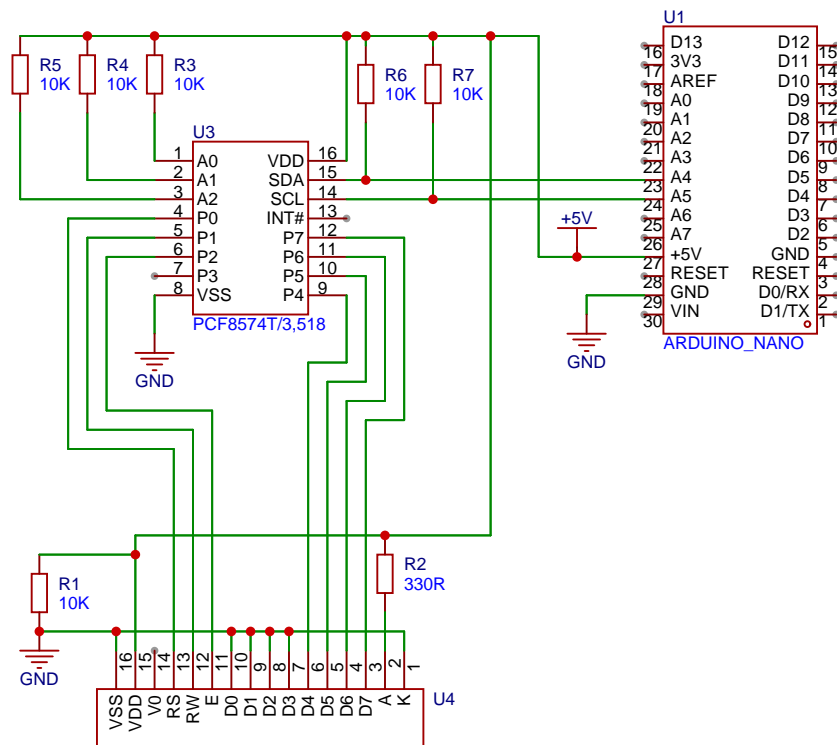 U1
ARDUINO_NANO
D13 D12
3V3 D11
AREF D10
A0 D9
A1 D8
A2 D7
A3 D6
A4 D5
A5 D4
A6 D3
A7 D2
+5V GND
RESET RESET
GND D0/RX
VIN D1/TX
16 15
17 14
18 13
19 12
20 11
21 10
22 9
23 8
24 7
25 6
26 5
27 4
28 3
29 2
30 1
R5
10K
R4
10K
R3
10K
R6
10K
R7
10K
U3
1 A0 VDD 16
2 A1 SDA 15
3 A2 SCL 14
4 P0 INT# 13
5 P1 P7 12
6 P2 P6 11
7 P3 P5 10
8 VSS P4 9
PCF8574T/3,518
+5V
GND
GND
R1
10K
R2
330R
GND
16 15 14 13 12 11 10 9 8 7 6 5 4 3 2 1
VSS VDD V0 RS RW E D0 D1 D2 D3 D4 D5 D6 D7 A K
U4